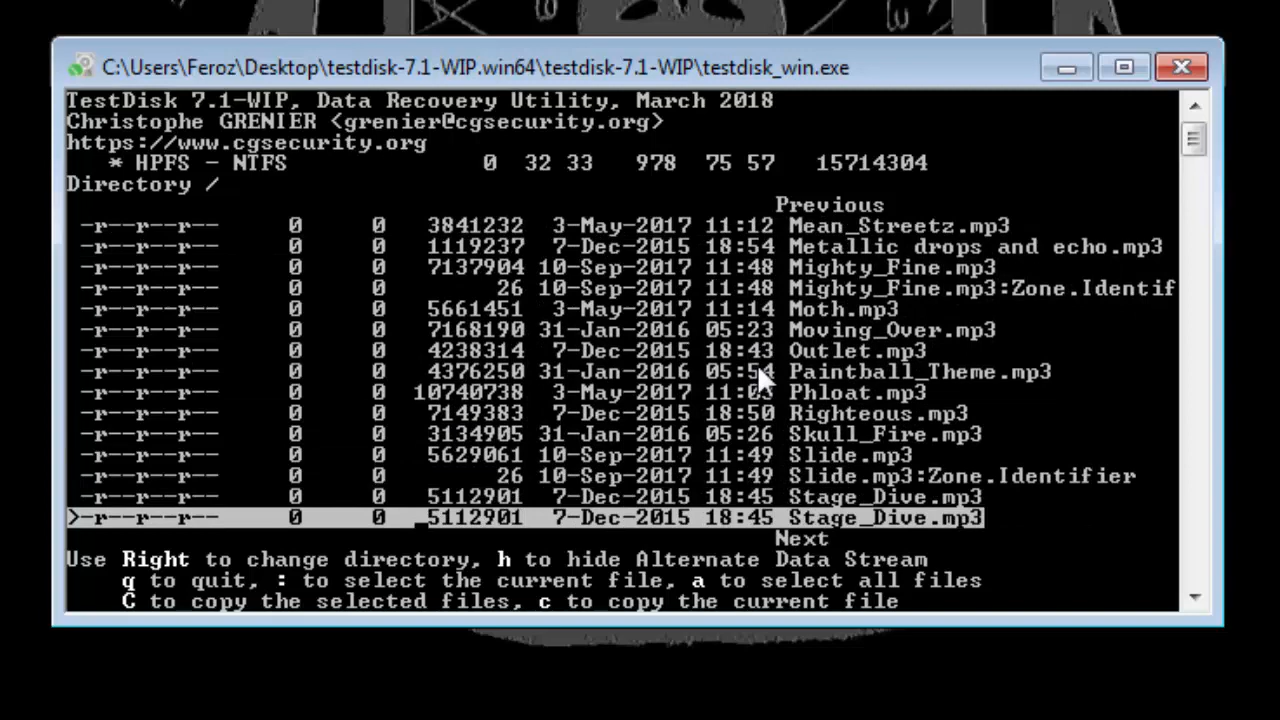 C:\Users\Feroz\Desktop\testdisk-7.1-WIP.win64\testdisk-7.1-WIP\testdisk_win.exe
TestDisk 7.1-WIP, Data Recovery Utility, March 2018
Christophe GRENIER <grenier@cgsecurity.org>
https://www.cgsecurity.org
* HPFS - NTFS 0 32 33 978 75 57 15714304
Directory /
Previous
-r--r--r-- 0 0 3841232 3-May-2017 11:12 Mean_Streetz.mp3
-r--r--r-- 0 0 1119237 7-Dec-2015 18:54 Metallic drops and echo.mp3
-r--r--r-- 0 0 7137904 10-Sep-2017 11:48 Mighty_Fine.mp3
-r--r--r-- 0 0 26 10-Sep-2017 11:48 Mighty_Fine.mp3:Zone.Identif
-r--r--r-- 0 0 5661451 3-May-2017 11:14 Moth.mp3
-r--r--r-- 0 0 7168190 31-Jan-2016 05:23 Moving_Over.mp3
-r--r--r-- 0 0 4238314 7-Dec-2015 18:43 Outlet.mp3
-r--r--r-- 0 0 4376250 31-Jan-2016 05:54 Paintball_Theme.mp3
-r--r--r-- 0 0 10740738 3-May-2017 11:03 Phloat.mp3
-r--r--r-- 0 0 7149383 7-Dec-2015 18:50 Righteous.mp3
-r--r--r-- 0 0 3134905 31-Jan-2016 05:26 Skull_Fire.mp3
-r--r--r-- 0 0 5629061 10-Sep-2017 11:49 Slide.mp3
-r--r--r-- 0 0 26 10-Sep-2017 11:49 Slide.mp3:Zone.Identifier
-r--r--r-- 0 0 5112901 7-Dec-2015 18:45 Stage_Dive.mp3
>-r--r--r-- 0 0 5112901 7-Dec-2015 18:45 Stage_Dive.mp3
Next
Use Right to change directory, h to hide Alternate Data Stream
q to quit, : to select the current file, a to select all files
C to copy the selected files, c to copy the current file